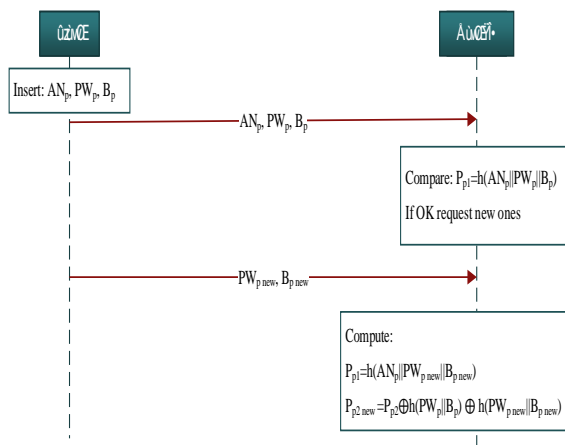 Insert: ANp, PWp, Bp
ANp, PWp, Bp
Compare: Pp1=h(ANp||PWp||Bp)
If OK request new ones
PWp new, Bp new
Compute:
Pp1=h(ANp||PWp new||Bp new)
Pp2 new=Pp2⊕h(PWp||Bp) ⊕ h(PWp new||Bp new)